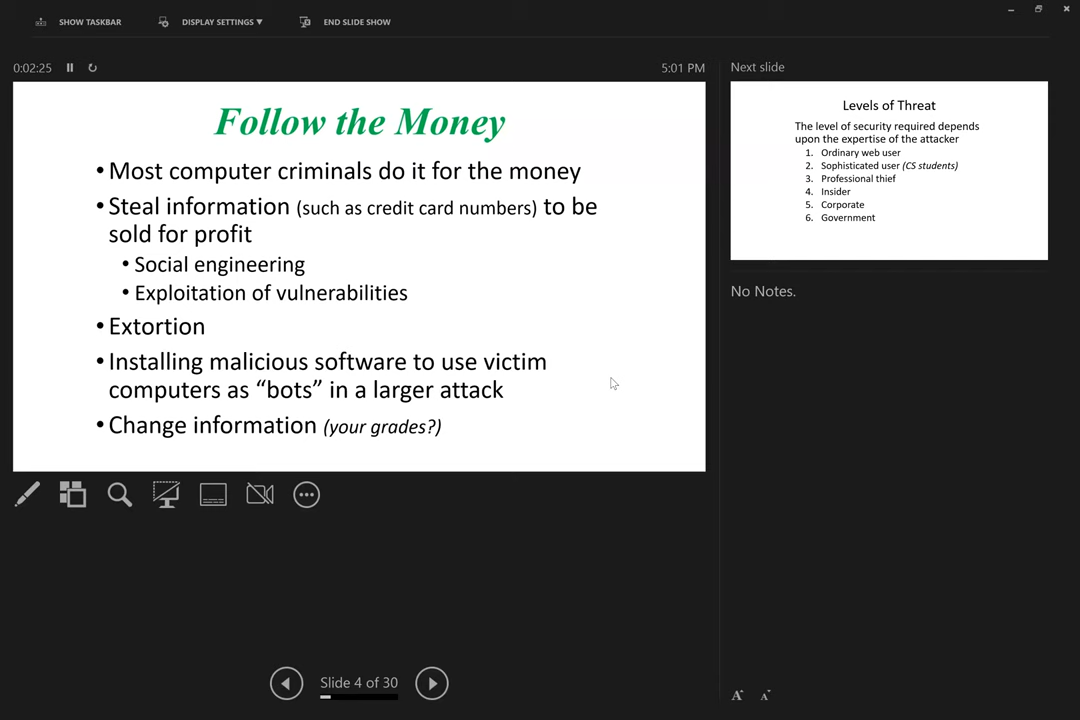 SHOW TASKBAR
DISPLAY SETTINGS ▼
END SLIDE SHOW
0:02:25
5:01 PM
Follow the Money
• Most computer criminals do it for the money
• Steal information (such as credit card numbers) to be
sold for profit
• Social engineering
• Exploitation of vulnerabilities
• Extortion
• Installing malicious software to use victim
computers as “bots” in a larger attack
• Change information (your grades?)
Slide 4 of 30
Next slide
Levels of Threat
The level of security required depends
upon the expertise of the attacker
1. Ordinary web user
2. Sophisticated user (CS students)
3. Professional thief
4. Insider
5. Corporate
6. Government
No Notes.
A A